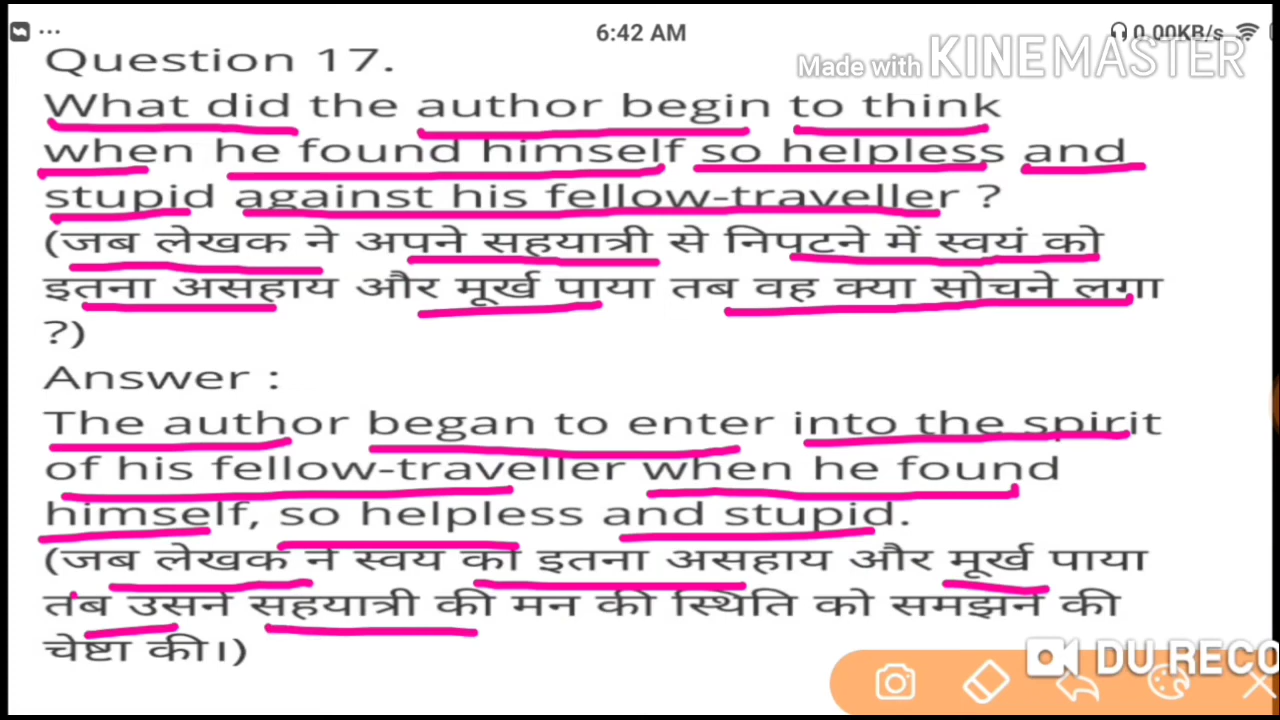 ... 6:42 AM 0.00KB/s
Question 17.
Made with KINEMASTER
What did the author begin to think
when he found himself so helpless and
stupid against his fellow-traveller ?
(जब लेखक ने अपने सहयात्री से निपटने में स्वयं को
इतना असहाय और मूर्ख पाया तब वह क्या सोचने लगा
?)
Answer :
The author began to enter into the spirit
of his fellow-traveller when he found
himself, so helpless and stupid.
(जब लेखक ने स्वयं को इतना असहाय और मूर्ख पाया
तब उसने सहयात्री की मन की स्थिति को समझने की
चेष्टा की।)
DU RECO